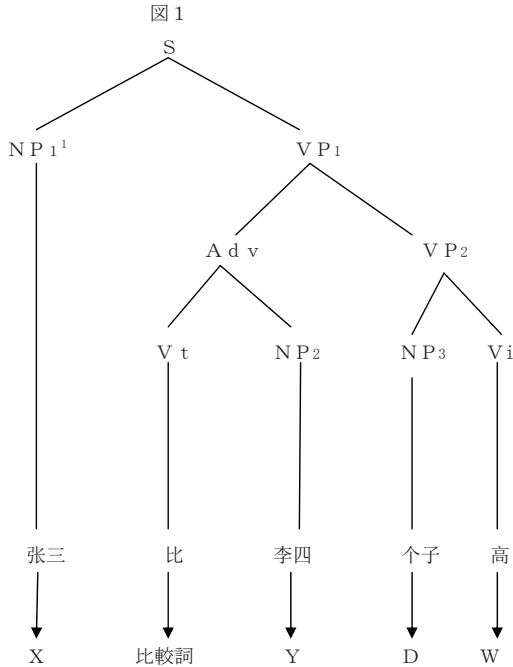 図１
Ｓ
ＮＰ１¹ ＶＰ１
Ａｄｖ ＶＰ２
Ｖｔ ＮＰ２ ＮＰ３ Ｖｉ
张三 比 李四 个子 高
Ｘ 比較詞 Ｙ Ｄ Ｗ